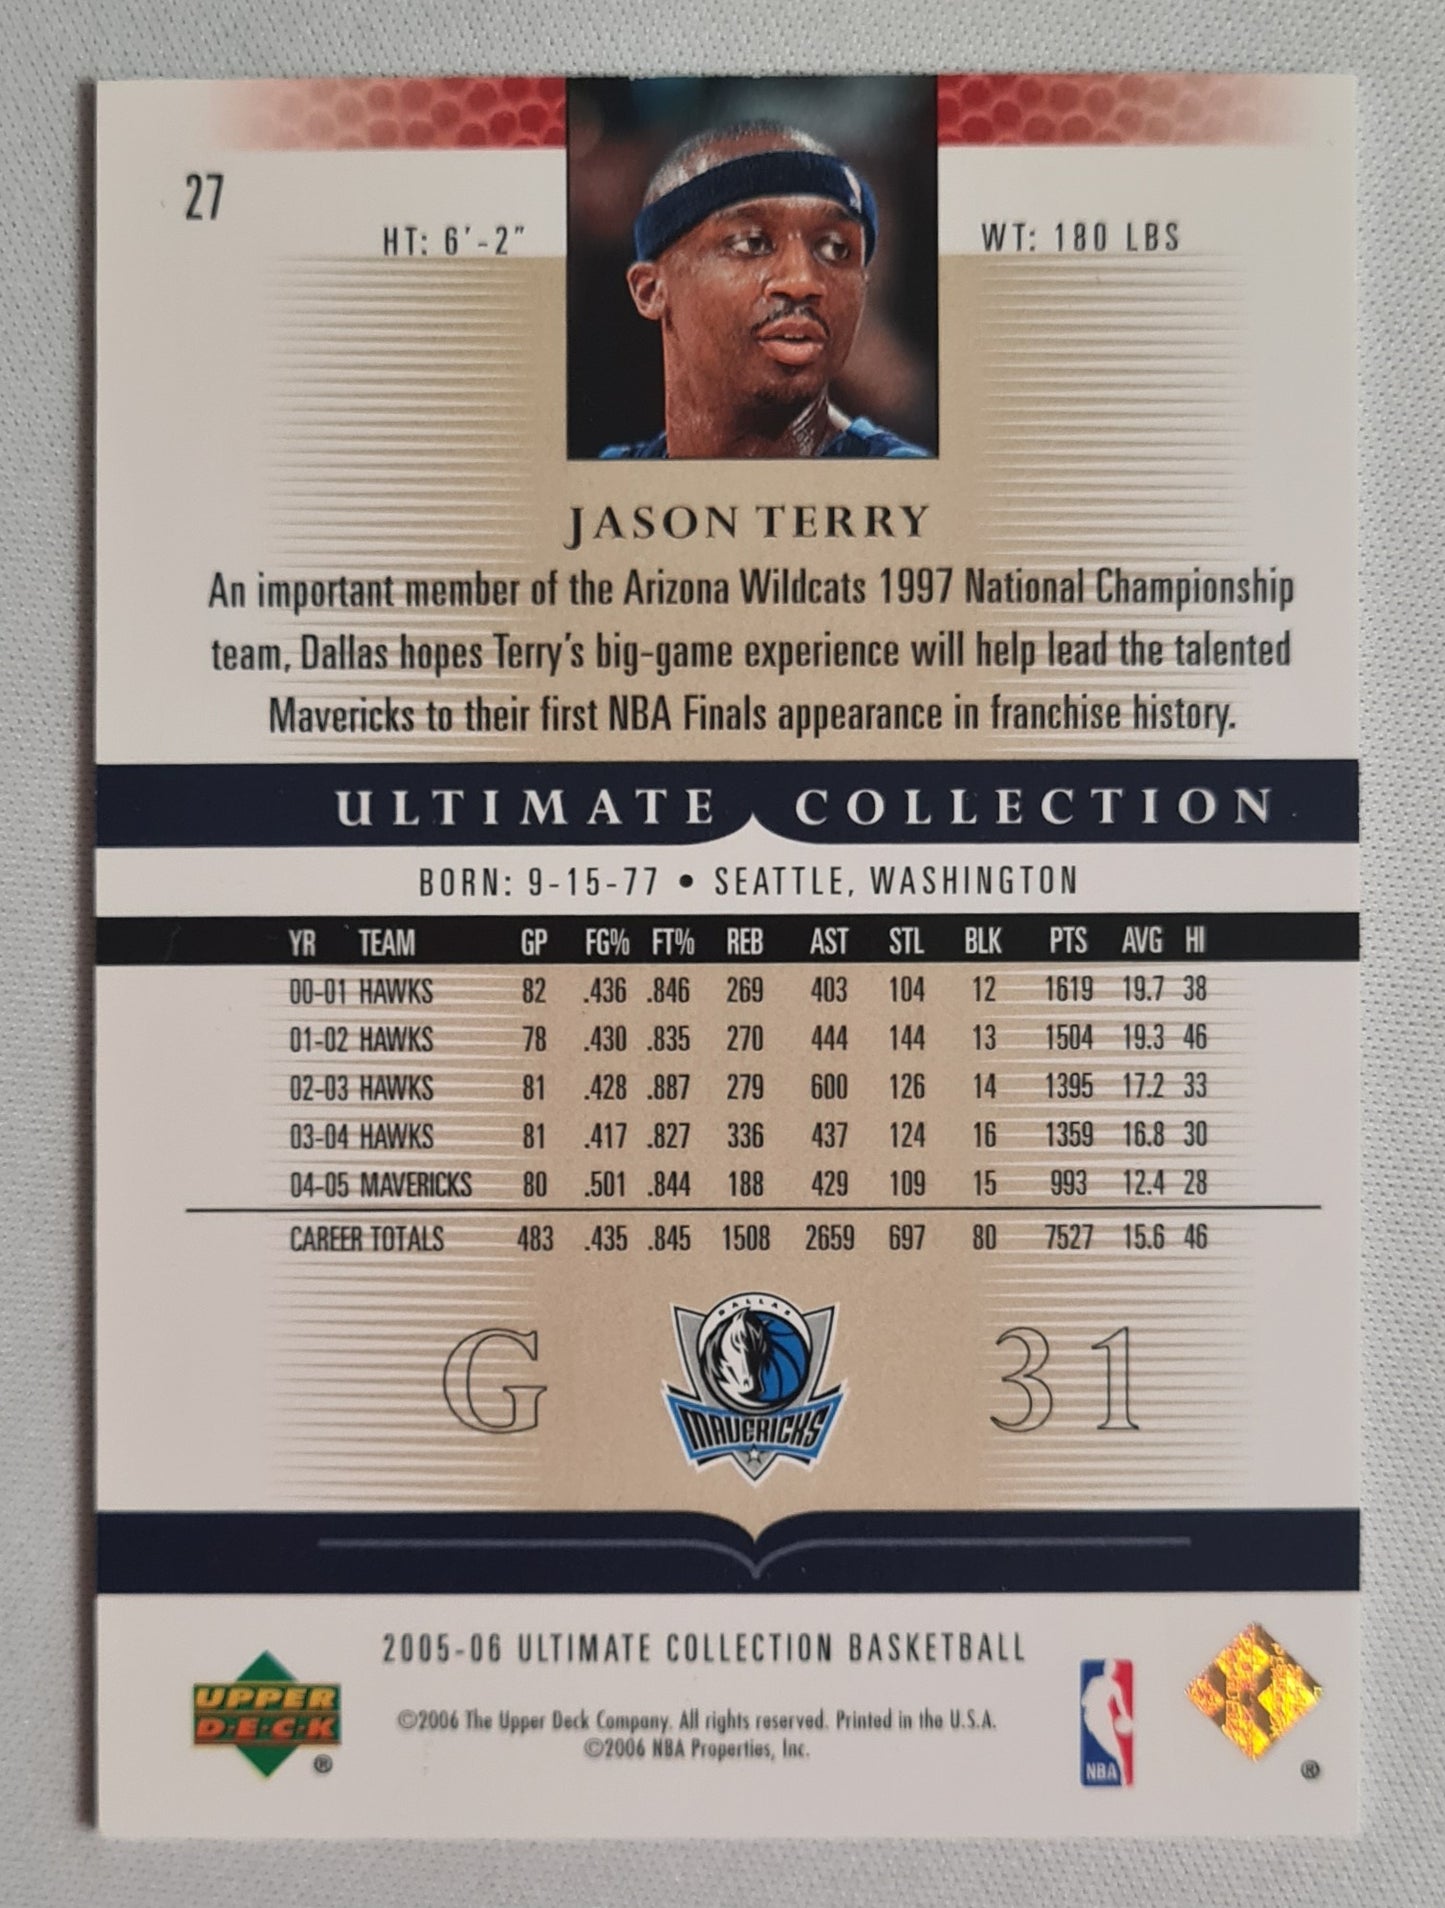 27
HT: 6'-2"
WT: 180 LBS
JASON TERRY
An important member of the Arizona Wildcats 1997 National Championship
team, Dallas hopes Terry's big-game experience will help lead the talented
Mavericks to their first NBA Finals appearance in franchise history.
ULTIMATE COLLECTION
BORN: 9-15-77 • SEATTLE, WASHINGTON
YR TEAM GP FG% FT% REB AST STL BLK PTS AVG HI
00-01 HAWKS 82 .436 .846 269 403 104 12 1619 19.7 38
01-02 HAWKS 78 .430 .835 270 444 144 13 1504 19.3 46
02-03 HAWKS 81 .428 .887 279 600 126 14 1395 17.2 33
03-04 HAWKS 81 .417 .827 336 437 124 16 1359 16.8 30
04-05 MAVERICKS 80 .501 .844 188 429 109 15 993 12.4 28
CAREER TOTALS 483 .435 .845 1508 2659 697 80 7527 15.6 46
DALLAS
G
MAVERICKS
31
2005-06 ULTIMATE COLLECTION BASKETBALL
UPPER
D·E·C·K
®
©2006 The Upper Deck Company. All rights reserved. Printed in the U.S.A.
©2006 NBA Properties, Inc.
NBA
®